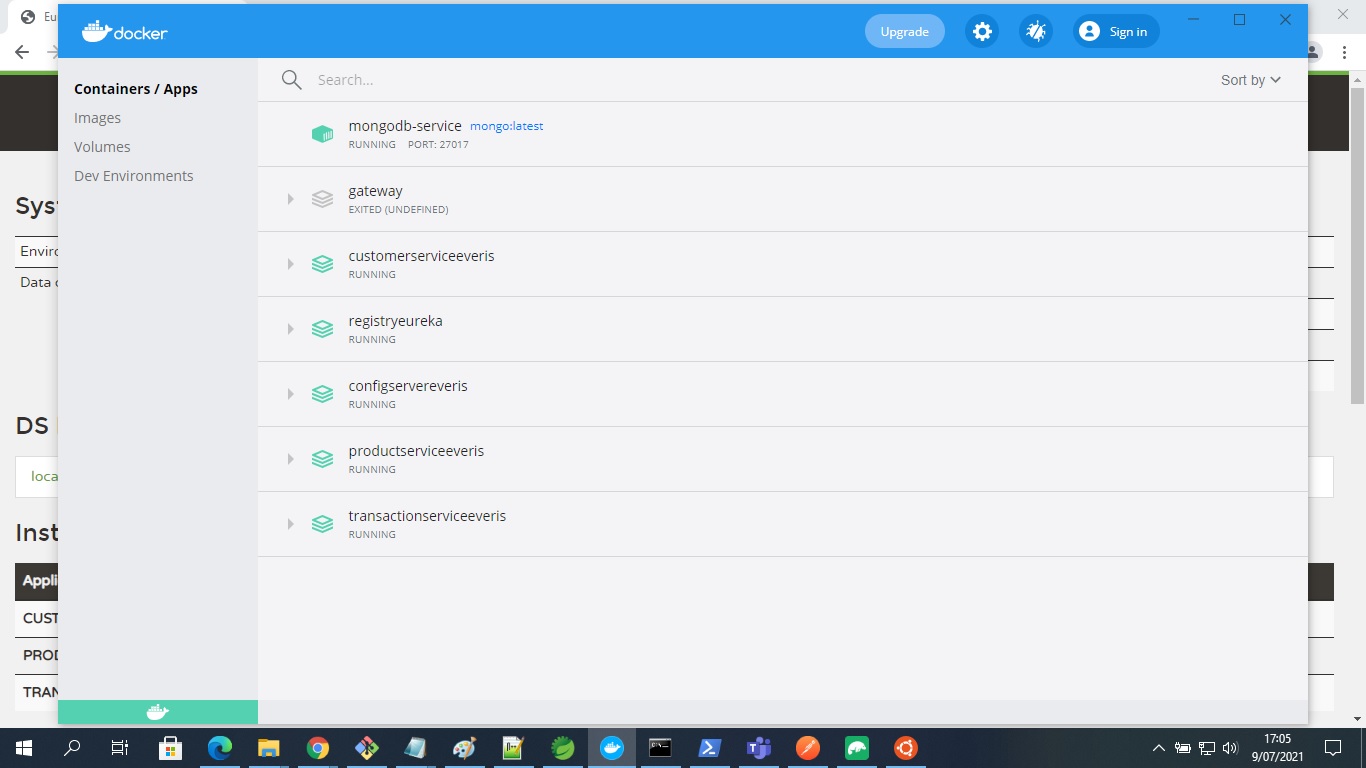 Eu
docker
Upgrade
Sign in
Containers / Apps
Images
Volumes
Dev Environments
Search...
Sort by
mongodb-service mongo:latest
RUNNING PORT: 27017
gateway
EXITED (UNDEFINED)
customerserviceeveris
RUNNING
registryeureka
RUNNING
configservereveris
RUNNING
productserviceeveris
RUNNING
transactionserviceeveris
RUNNING
Syst
Enviro
Data c
DS
loca
Inst
Appli
CUST
PROD
TRAN
17:05
9/07/2021